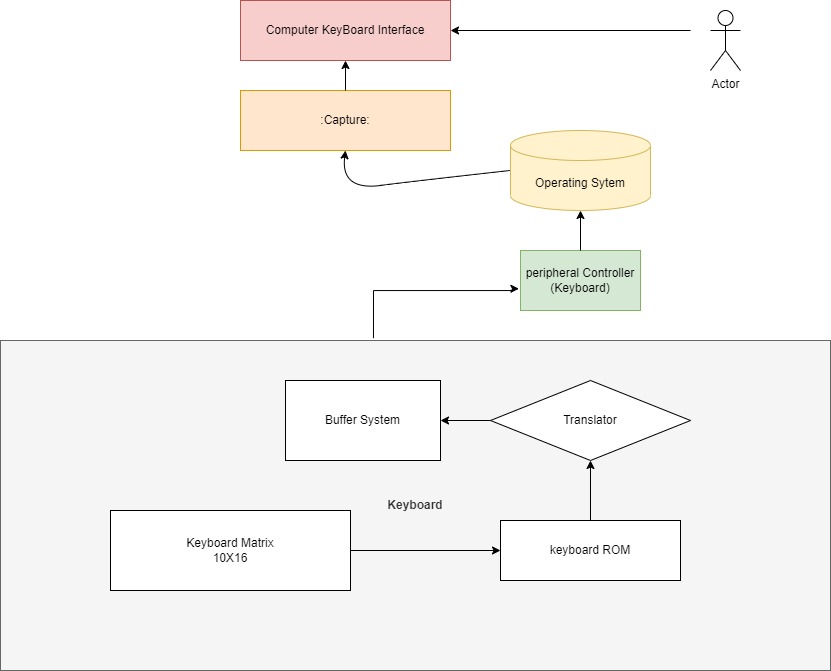 Computer KeyBoard Interface
Actor
:Capture:
Operating Sytem
peripheral Controller
(Keyboard)
Buffer System
Translator
Keyboard
Keyboard Matrix
10X16
keyboard ROM